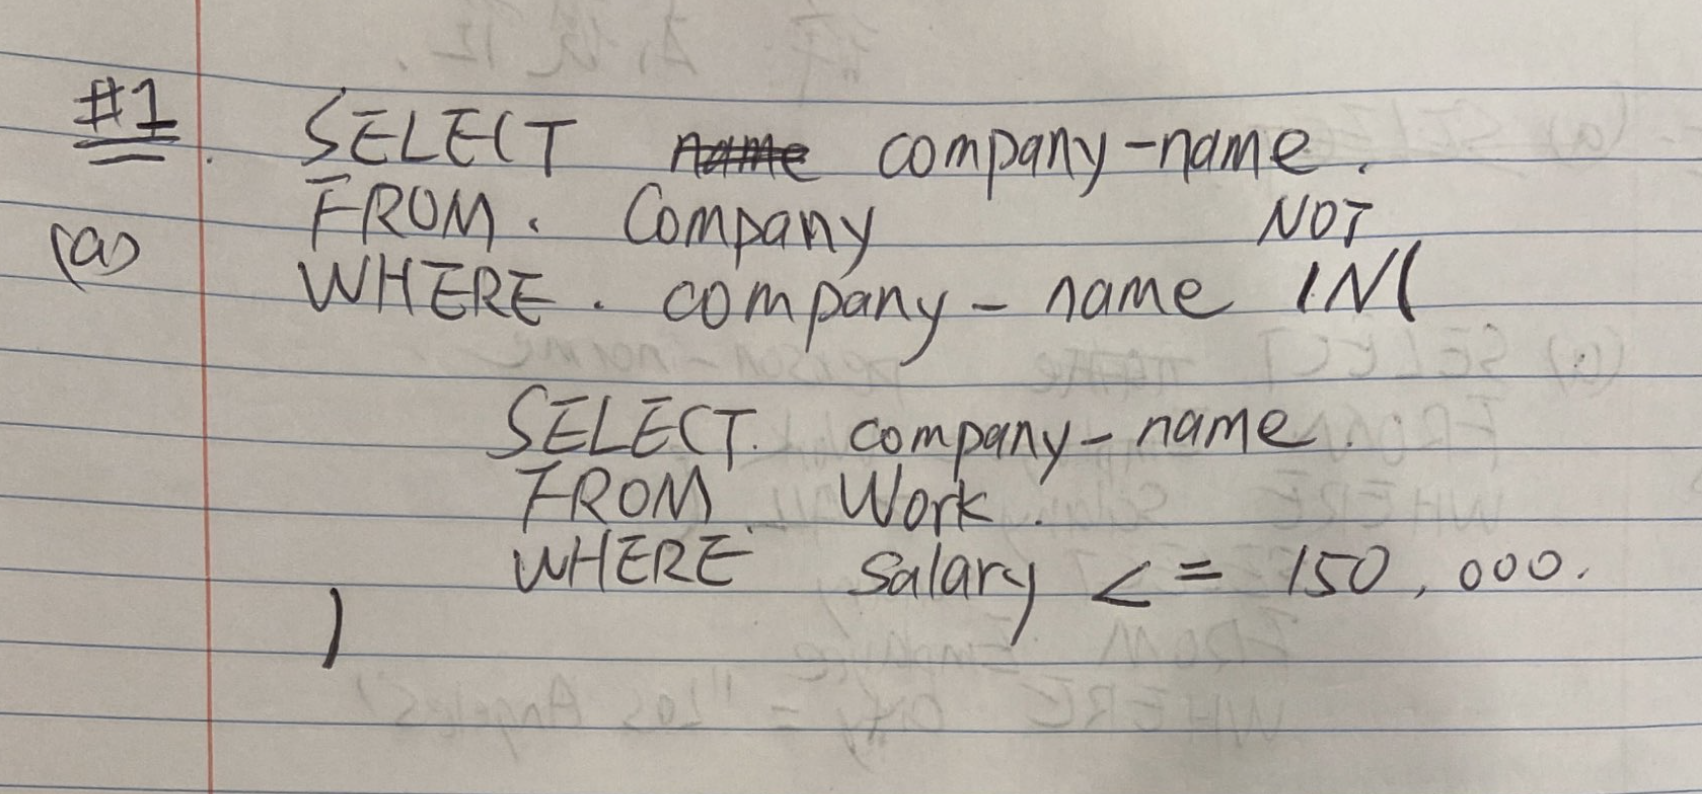 #1. SELECT name company-name.
FROM. Company
(a) WHERE. company-name NOT IN(
SELECT. company-name.
FROM. Work.
WHERE salary <= 150,000.
)